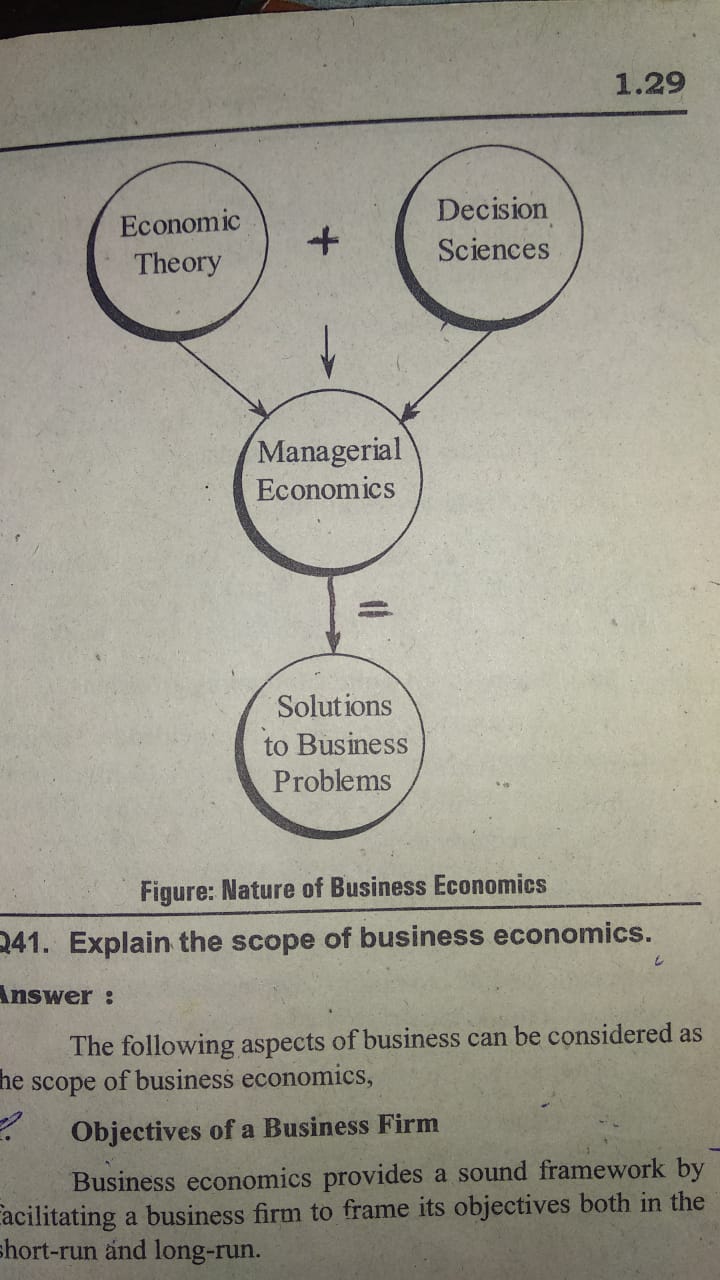 1.29
Economic
Theory
+
Decision
Sciences
Managerial
Economics
=
Solutions
to Business
Problems
Figure: Nature of Business Economics
Q41. Explain the scope of business economics.
Answer :
The following aspects of business can be considered as
the scope of business economics,
Objectives of a Business Firm
Business economics provides a sound framework by
facilitating a business firm to frame its objectives both in the
short-run and long-run.